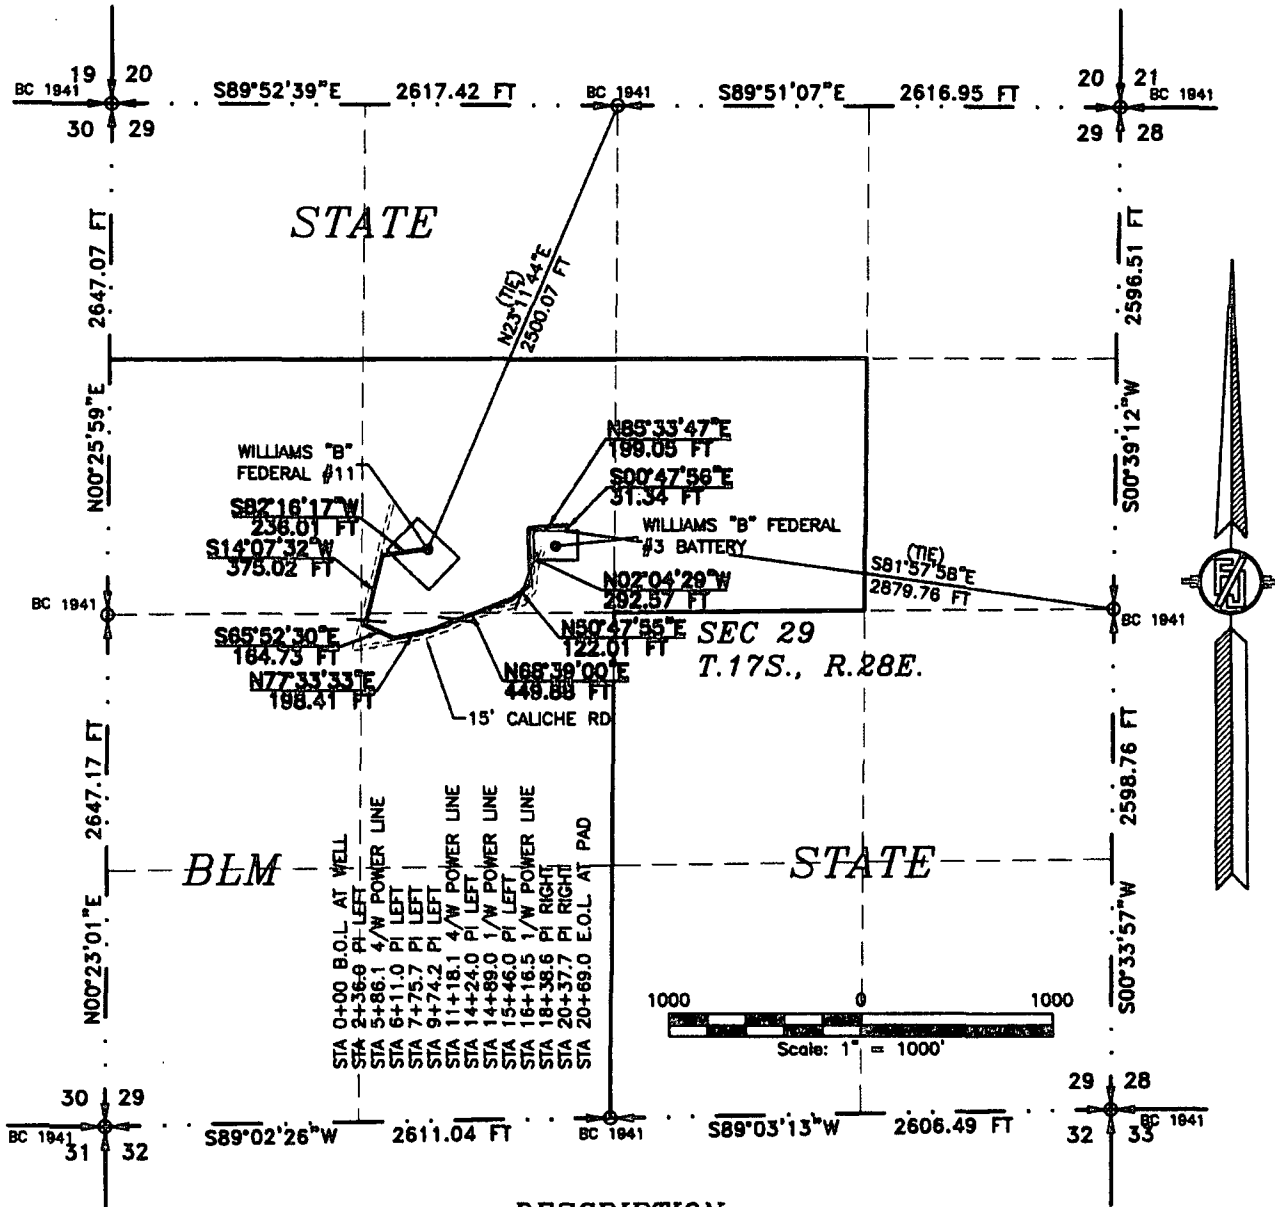 19 20
BC 1941
S89°52'39"E 2617.42 FT
BC 1941
S89°51'07"E 2616.95 FT
20 21
BC 1941
30 29
29 28
STATE
N00°25'59"E 2647.07 FT
(TIE)
N23°11'44"E
2500.07 FT
S00°39'12"W 2596.51 FT
WILLIAMS "B"
FEDERAL #11
N85°33'47"E
199.05 FT
S00°47'56"E
31.34 FT
S82°16'17"W
236.01 FT
WILLIAMS "B" FEDERAL
#3 BATTERY
S14°07'32"W
375.02 FT
(TIE)
S81°57'58"E
2879.76 FT
N02°04'29"W
292.57 FT
BC 1941
BC 1941
S65°52'30"E
164.73 FT
N50°47'55"E
122.01 FT
SEC 29
T.17S., R.28E.
N77°33'33"E
198.41 FT
N68°39'00"E
449.88 FT
15' CALICHE RD
N00°23'01"E 2647.17 FT
S00°33'57"W 2598.76 FT
BLM
STATE
STA 0+00 B.O.L. AT WELL
STA 2+36.0 PI LEFT
STA 5+86.1 4/W POWER LINE
STA 6+11.0 PI LEFT
STA 7+75.7 PI LEFT
STA 9+74.2 PI LEFT
STA 11+18.1 4/W POWER LINE
STA 14+24.0 PI LEFT
STA 14+89.0 1/W POWER LINE
STA 15+46.0 PI LEFT
STA 16+16.5 1/W POWER LINE
STA 18+38.6 PI RIGHT
STA 20+37.7 PI RIGHT
STA 20+69.0 E.O.L. AT PAD
1000 0 1000
Scale: 1" = 1000'
30 29
29 28
BC 1941
S89°02'26"W 2611.04 FT
BC 1941
S89°03'13"W 2606.49 FT
BC 1941
31 32
32 33
DESCRIPTION